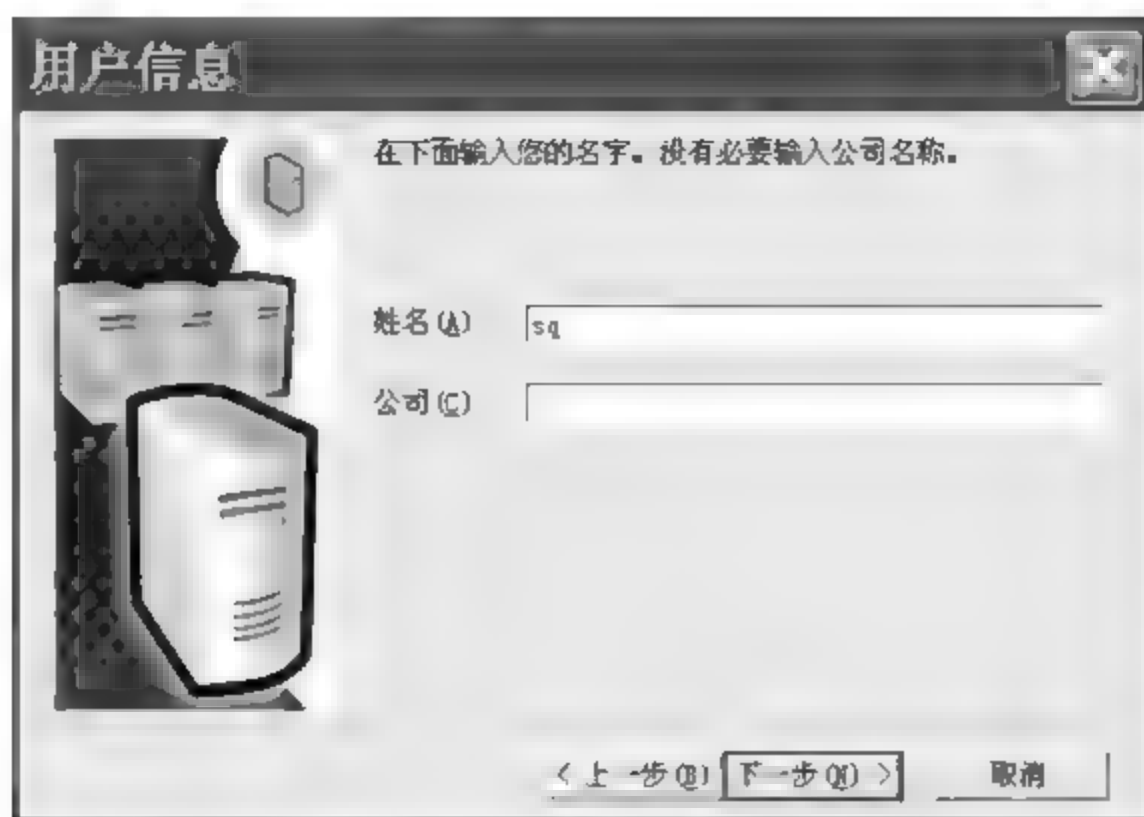 用户信息
在下面输入您的名字。没有必要输入公司名称。
姓名(A) sq
公司(C)
< 上一步(B) 下一步(N) > 取消